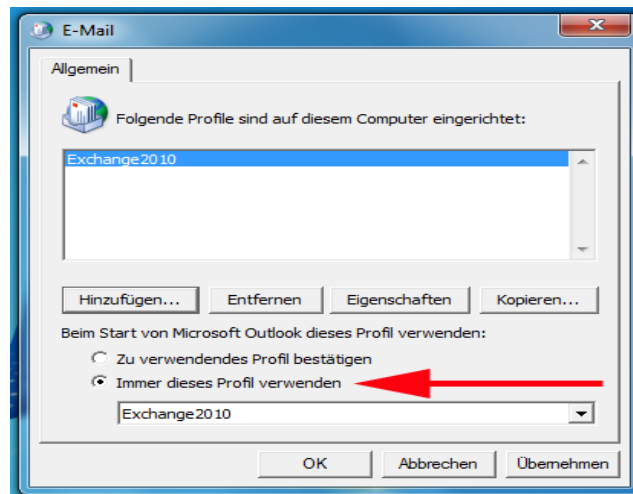 E-Mail
Allgemein
Folgende Profile sind auf diesem Computer eingerichtet:
Exchange2010
Hinzufügen... Entfernen Eigenschaften Kopieren...
Beim Start von Microsoft Outlook dieses Profil verwenden:
Zu verwendendes Profil bestätigen
Immer dieses Profil verwenden
Exchange2010
OK Abbrechen Übernehmen